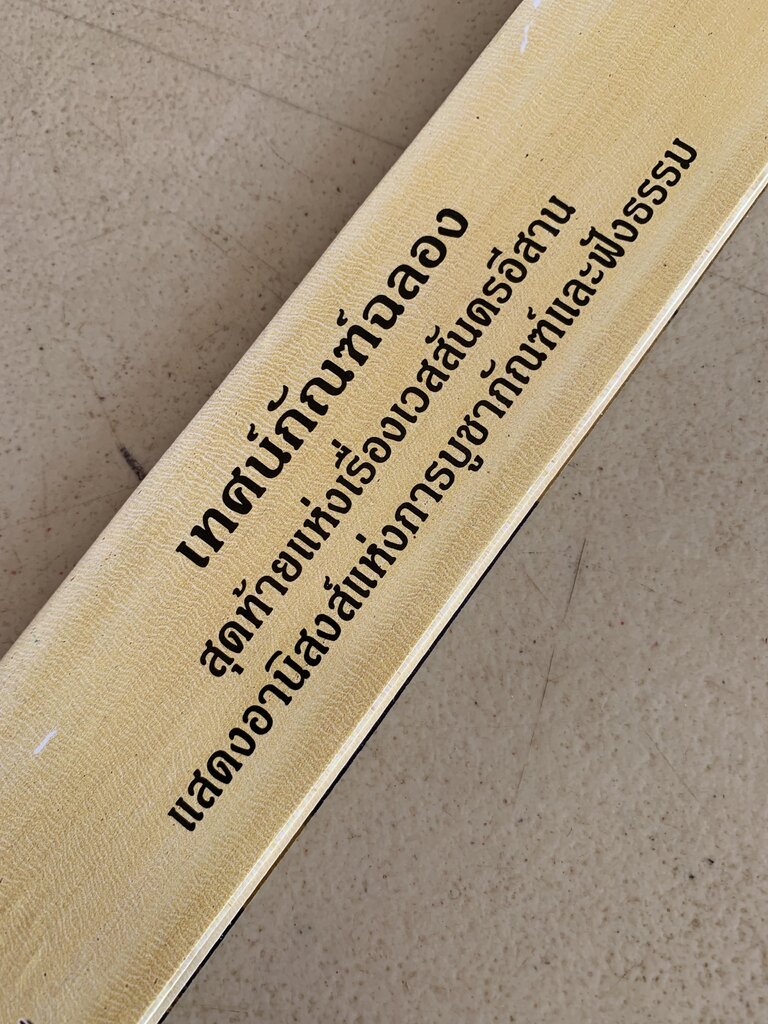 เทศน์กัณฑ์ฉลอง
สุดท้ายแห่งเรื่องเวสสันดรอีสาน
แสดงอานิสงส์แห่งการบูชากัณฑ์และฟังธรรม